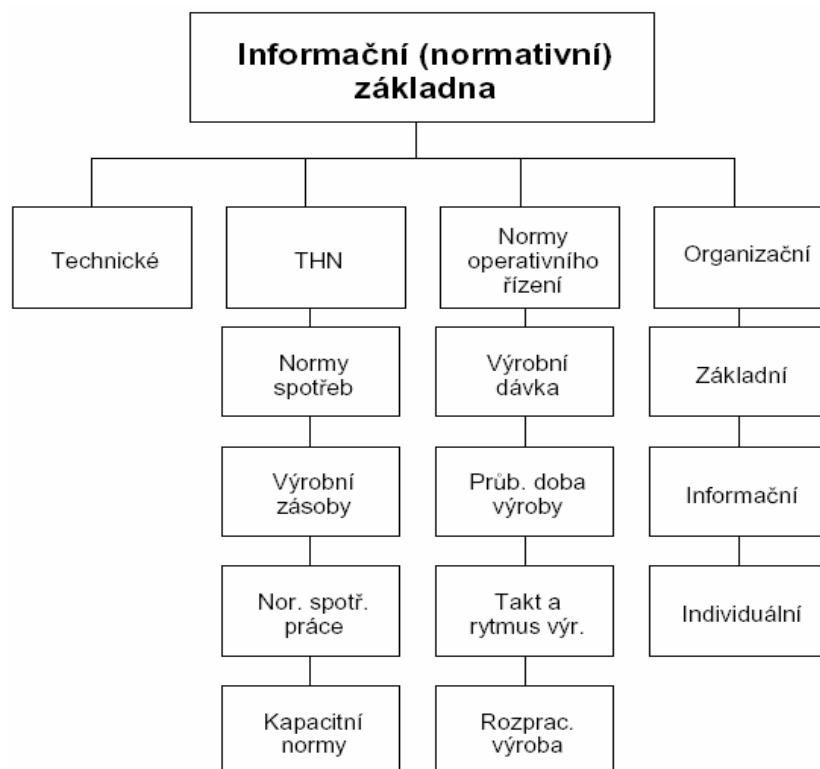 Informační (normativní)
základna
Technické
THN
Normy
operativního
řízení
Organizační
Normy
spotřeb
Výrobní
dávka
Základní
Výrobní
zásoby
Průb. doba
výroby
Informační
Nor. spotř.
práce
Takt a
rytmus výr.
Individuální
Kapacitní
normy
Rozprac.
výroba